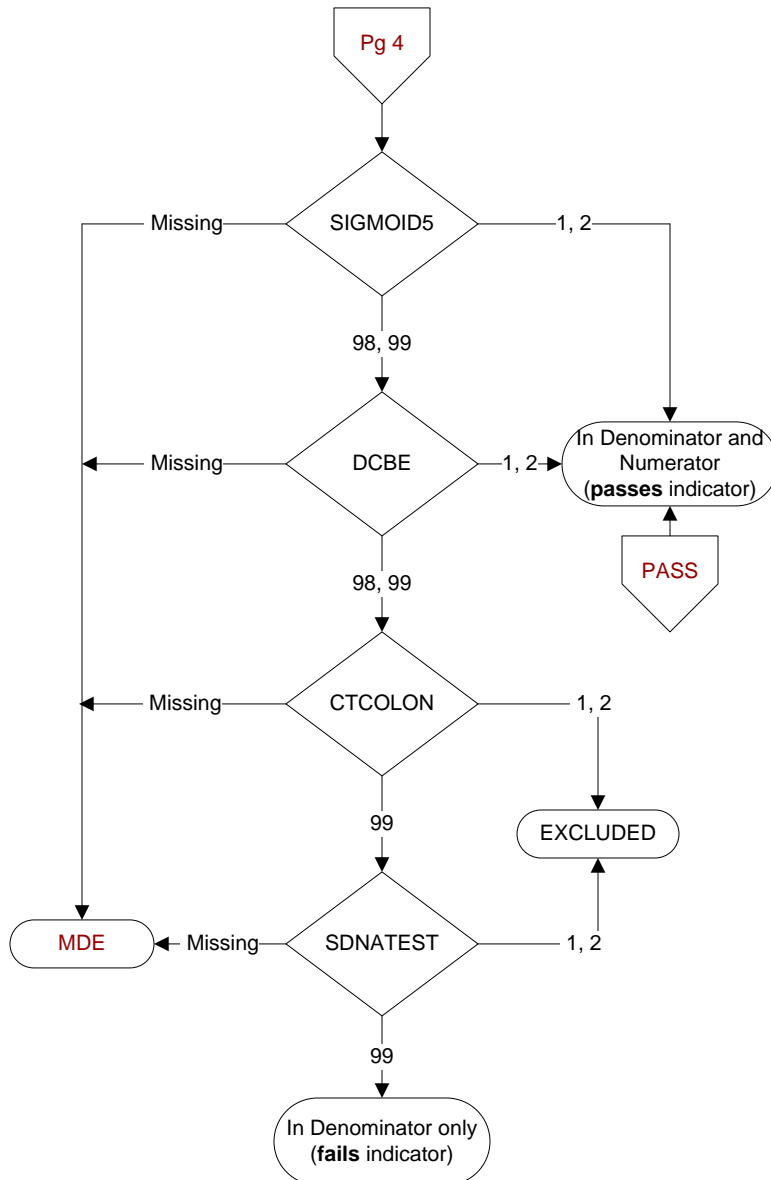 Pg 4
Missing
SIGMOID5
1, 2
98, 99
Missing
DCBE
1, 2
In Denominator and
Numerator
(passes indicator)
PASS
98, 99
Missing
CTCOLON
1, 2
99
EXCLUDED
MDE
Missing
SDNATEST
1, 2
99
In Denominator only
(fails indicator)